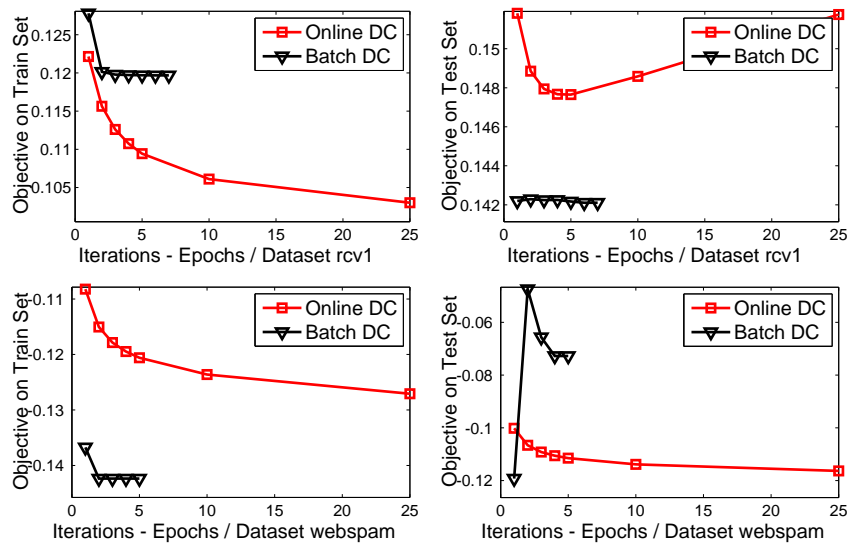 Objective on Train Set
0.125
0.12
0.115
0.11
0.105
0 5 10 15 20 25
Online DC
Batch DC
Iterations - Epochs / Dataset rcv1
Objective on Test Set
0.15
0.148
0.146
0.144
0.142
0 5 10 15 20 25
Online DC
Batch DC
Iterations - Epochs / Dataset rcv1
Objective on Train Set
-0.11
-0.12
-0.13
-0.14
0 5 10 15 20 25
Online DC
Batch DC
Iterations - Epochs / Dataset webspam
Objective on Test Set
-0.06
-0.08
-0.1
-0.12
0 5 10 15 20 25
Online DC
Batch DC
Iterations - Epochs / Dataset webspam